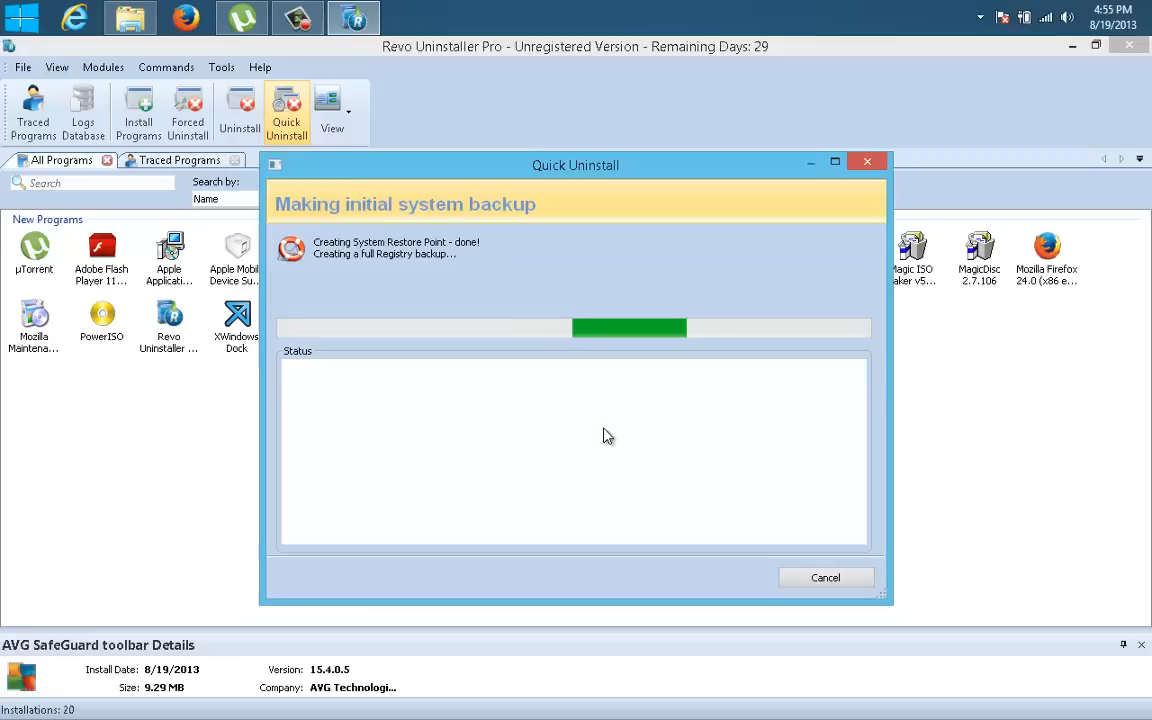 4:55 PM
8/19/2013
Revo Uninstaller Pro - Unregistered Version - Remaining Days: 29
File View Modules Commands Tools Help
Traced Programs
Logs Database
Install Programs
Forced Uninstall
Uninstall
Quick Uninstall
View
All Programs
Traced Programs
Search
Search by:
Name
Quick Uninstall
Making initial system backup
Creating System Restore Point - done!
Creating a full Registry backup...
Status
Cancel
New Programs
µTorrent
Adobe Flash Player 11...
Apple Applicati...
Apple Mobil Device Su...
Magic ISO aker v5...
MagicDisc 2.7.106
Mozilla Firefox 24.0 (x86 e...
Mozilla Maintena...
PowerISO
Revo Uninstaller ...
XWindows Dock
AVG SafeGuard toolbar Details
Install Date: 8/19/2013 Version: 15.4.0.5
Size: 9.29 MB Company: AVG Technologi...
Installations: 20